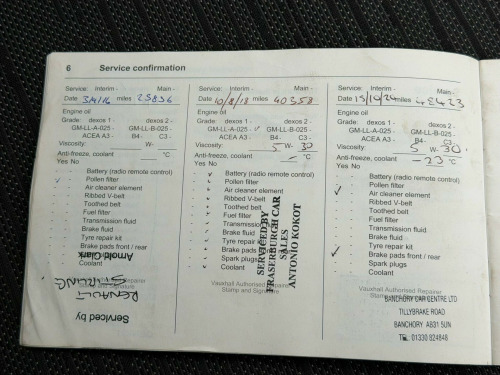 6 Service confirmation
Service: Interim - Main -
Date 3/4/16 miles 25836
Engine oil
Grade: dexos 1 - dexos 2 -
GM-LL-A-025 - GM-LL-B-025 -
ACEA A3 - B4 - C3 -
Viscosity: W-
Anti-freeze, coolant °C
Yes No
Battery (radio remote control)
Pollen filter
Air cleaner element
Ribbed V-belt
Toothed belt
Fuel filter
Transmission fluid
Brake fluid
Tyre repair kit
Brake pads front / rear
Coolant
Arnold Clark
RENAULT
STIRLING
Serviced by
Service: Interim - Main -
Date 10/8/18 miles 40358
Engine oil
Grade: dexos 1 - dexos 2 -
GM-LL-A-025 - GM-LL-B-025 -
ACEA A3 - B4 - C3 -
Viscosity: 5 W- 30
Anti-freeze, coolant °C
Yes No
Battery (radio remote control)
Pollen filter
Air cleaner element
Ribbed V-belt
Toothed belt
Fuel filter
Transmission
Brake fluid
Tyre repair kit
Brake pads
Spark plugs
Coolant
Vauxhall Authorised Repairer
Stamp and Signature
SERVICED BY
FRASERBURGH CAR
SALES
ANTONIO KOKOT
Service: Interim - Main -
Date 15/10/24 miles 48423
Engine oil
Grade: dexos 1 - dexos 2 -
GM-LL-A-025 - GM-LL-B-025 -
ACEA A3 - B4 - C3 -
Viscosity: 5 W- 30
Anti-freeze, coolant -23 °C
Yes No
Battery (radio remote control)
Pollen filter
Air cleaner element
Ribbed V-belt
Toothed belt
Fuel filter
Transmission fluid
Brake fluid
Tyre repair kit
Brake pads front / rear
Spark plugs
Coolant
Vauxhall Authorised Repairer
Stamp and Signature
BANCHORY CAR CENTRE LTD
TILLYBRAKE ROAD
BANCHORY AB31 5UN
TEL: 01330 824848